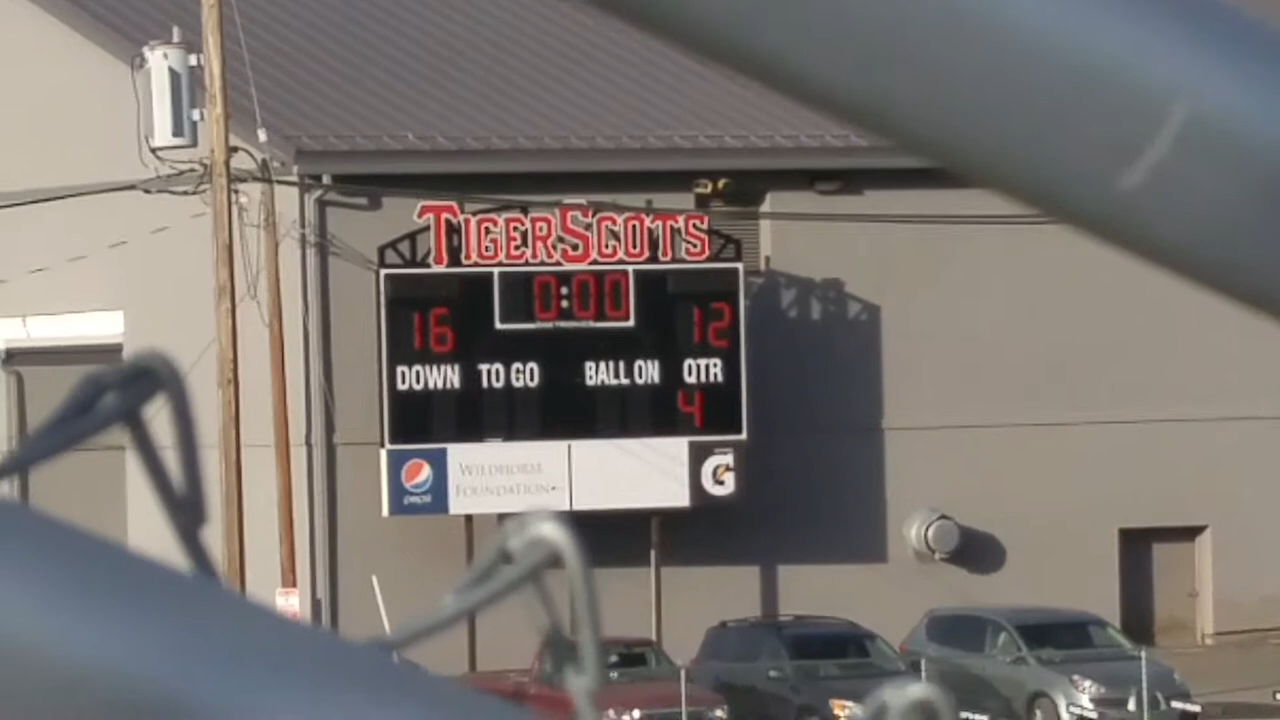 TIGERSCOTS
0:00
16 12
DOWN TO GO BALL ON QTR
4
pepsi
WILDHORSE
FOUNDATION
G